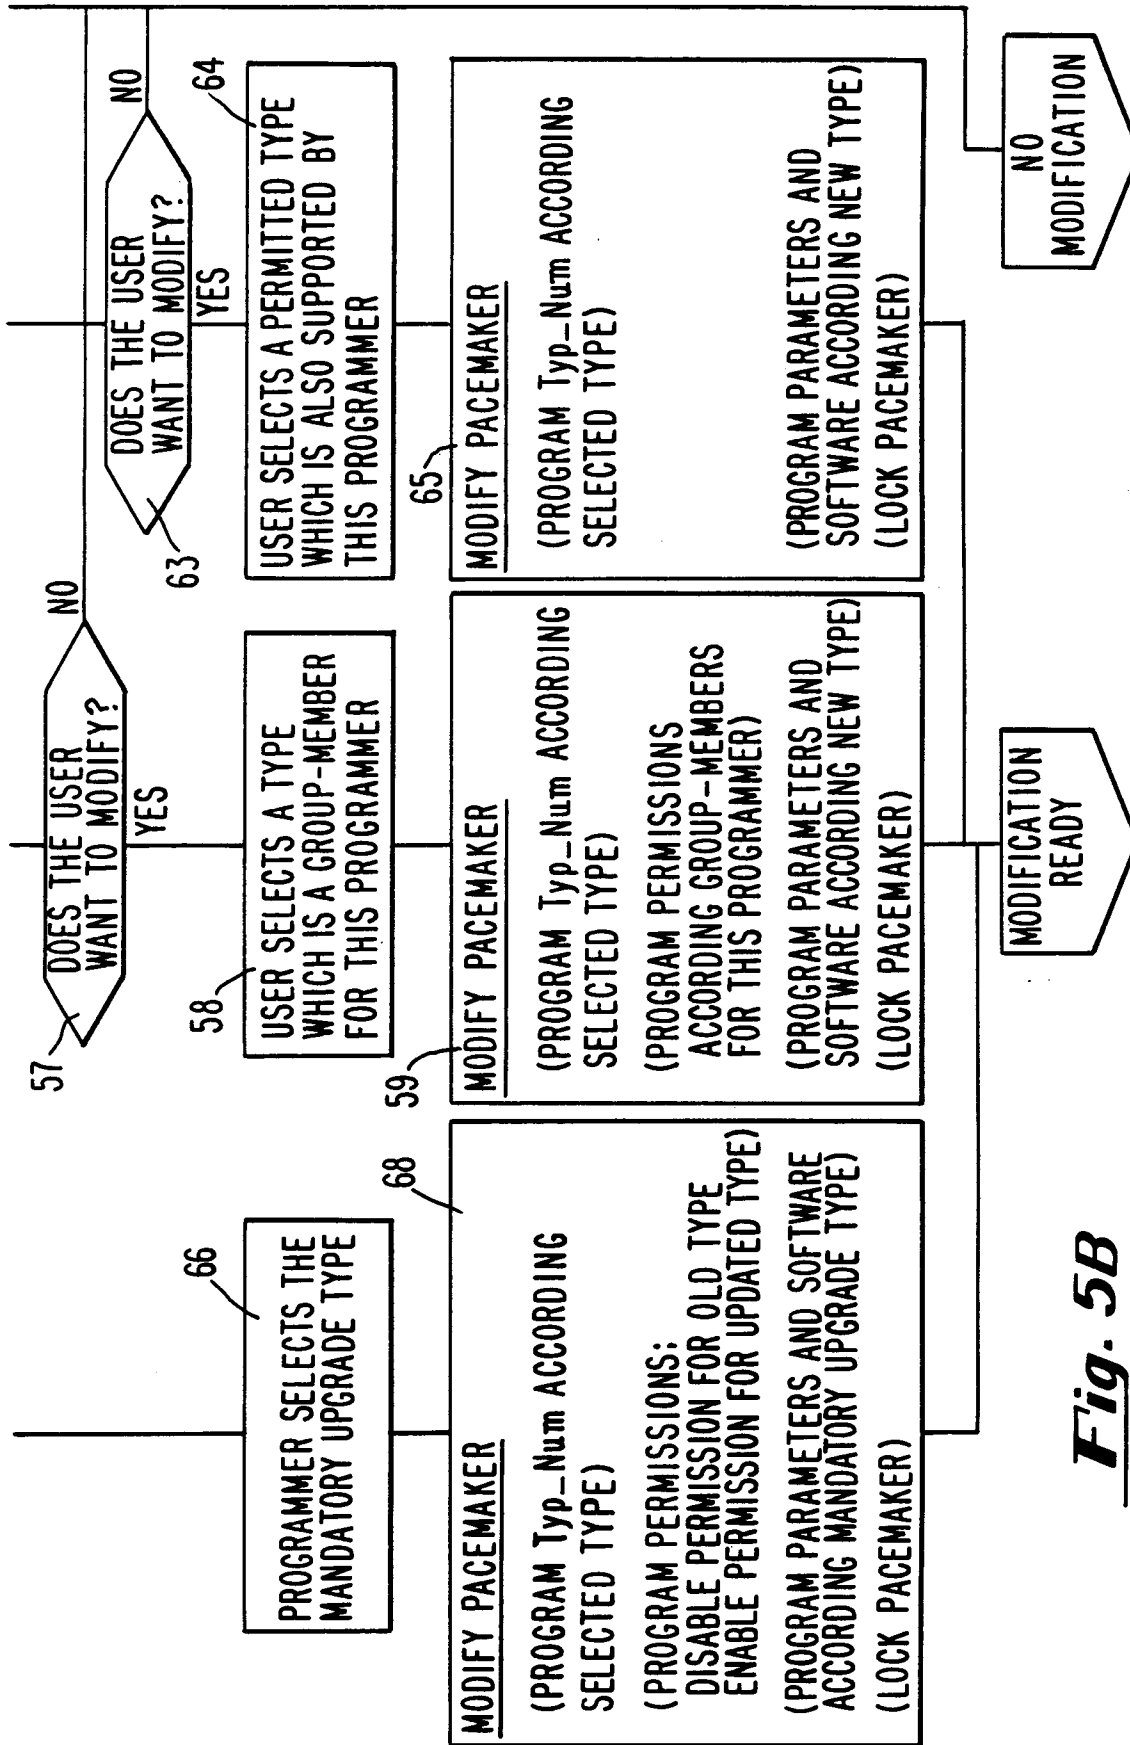 57
DOES THE USER
WANT TO MODIFY?
NO
YES
63
DOES THE USER
WANT TO MODIFY?
NO
YES
66
PROGRAMMER SELECTS THE
MANDATORY UPGRADE TYPE
58
USER SELECTS A TYPE
WHICH IS A GROUP-MEMBER
FOR THIS PROGRAMMER
64
USER SELECTS A PERMITTED TYPE
WHICH IS ALSO SUPPORTED BY
THIS PROGRAMMER
68
MODIFY PACEMAKER
(PROGRAM Typ_Num ACCORDING
SELECTED TYPE)
(PROGRAM PERMISSIONS:
DISABLE PERMISSION FOR OLD TYPE
ENABLE PERMISSION FOR UPDATED TYPE)
(PROGRAM PARAMETERS AND SOFTWARE
ACCORDING MANDATORY UPGRADE TYPE)
(LOCK PACEMAKER)
59
MODIFY PACEMAKER
(PROGRAM Typ_Num ACCORDING
SELECTED TYPE)
(PROGRAM PERMISSIONS
ACCORDING GROUP-MEMBERS
FOR THIS PROGRAMMER)
(PROGRAM PARAMETERS AND
SOFTWARE ACCORDING NEW TYPE)
(LOCK PACEMAKER)
65
MODIFY PACEMAKER
(PROGRAM Typ_Num ACCORDING
SELECTED TYPE)
(PROGRAM PARAMETERS AND
SOFTWARE ACCORDING NEW TYPE)
(LOCK PACEMAKER)
MODIFICATION
READY
NO
MODIFICATION
Fig. 5B